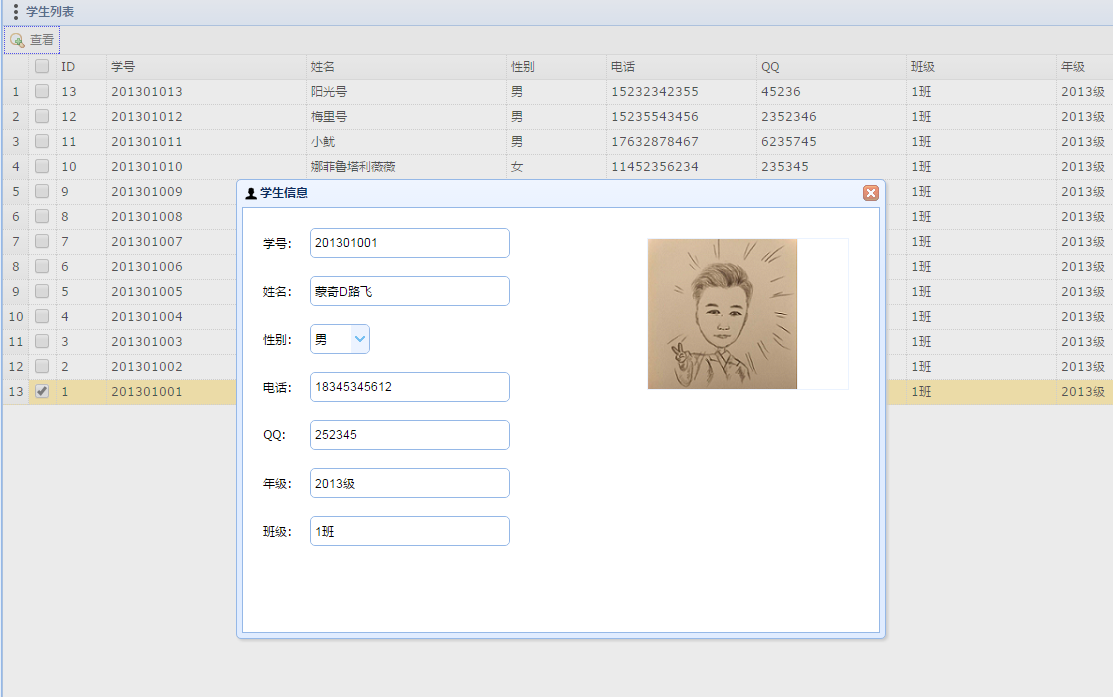 学生列表
查看
ID 学号 姓名 性别 电话 QQ 班级 年级
1 13 201301013 阳光号 男 15232342355 45236 1班 2013级
2 12 201301012 梅里号 男 15235543456 2352346 1班 2013级
3 11 201301011 小鱿 男 17632878467 6235745 1班 2013级
4 10 201301010 娜菲鲁塔利薇薇 女 11452356234 235345 1班 2013级
5 9 201301009 1班 2013级
6 8 201301008 1班 2013级
7 7 201301007 1班 2013级
8 6 201301006 1班 2013级
9 5 201301005 1班 2013级
10 4 201301004 1班 2013级
11 3 201301003 1班 2013级
12 2 201301002 1班 2013级
13 1 201301001 1班 2013级
学生信息
学号: 201301001
姓名: 蒙奇D路飞
性别: 男
电话: 18345345612
QQ: 252345
年级: 2013级
班级: 1班